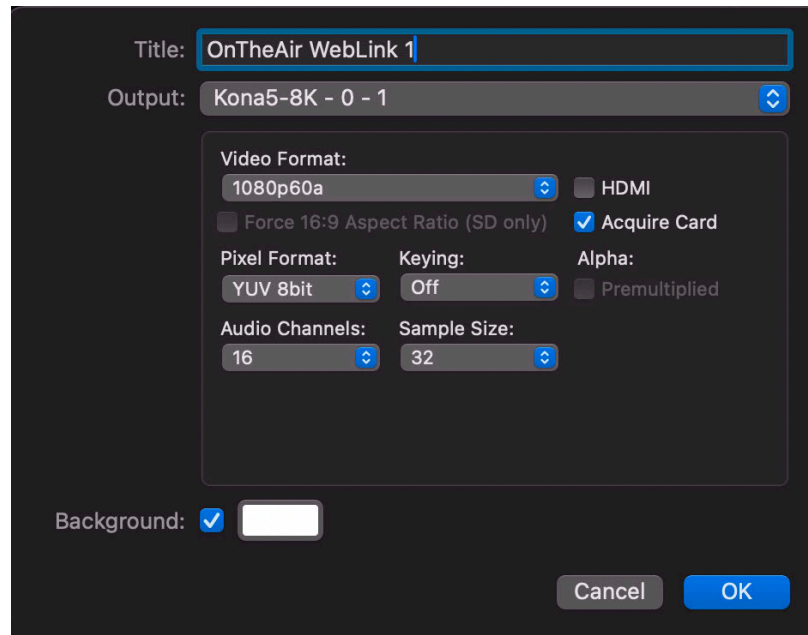 Title: OnTheAir WebLink 1
Output: Kona5-8K - 0 - 1
Video Format:
1080p60a HDMI
Force 16:9 Aspect Ratio (SD only) Acquire Card
Pixel Format: Keying: Alpha:
YUV 8bit Off Premultiplied
Audio Channels: Sample Size:
16 32
Background:
Cancel OK